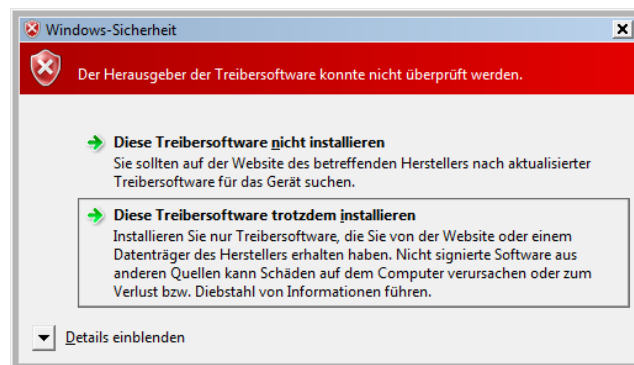 Windows-Sicherheit
Der Herausgeber der Treibersoftware konnte nicht überprüft werden.
Diese Treibersoftware nicht installieren
Sie sollten auf der Website des betreffenden Herstellers nach aktualisierter
Treibersoftware für das Gerät suchen.
Diese Treibersoftware trotzdem installieren
Installieren Sie nur Treibersoftware, die Sie von der Website oder einem
Datenträger des Herstellers erhalten haben. Nicht signierte Software aus
anderen Quellen kann Schäden auf dem Computer verursachen oder zum
Verlust bzw. Diebstahl von Informationen führen.
Details einblenden